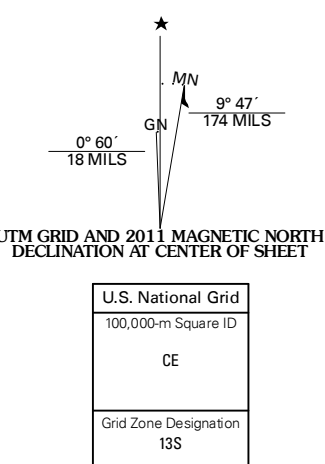 MN
9° 47´
174 MILS
GN
0° 60´
18 MILS
UTM GRID AND 2011 MAGNETIC NORTH
DECLINATION AT CENTER OF SHEET
U.S. National Grid
100,000-m Square ID
CE
Grid Zone Designation
13S